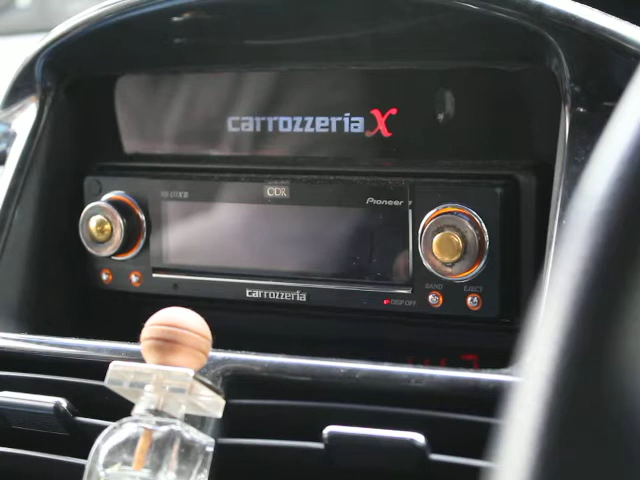 carrozzeria X
CDR
Pioneer
carrozzeria
DISP OFF
BAND
EJECT